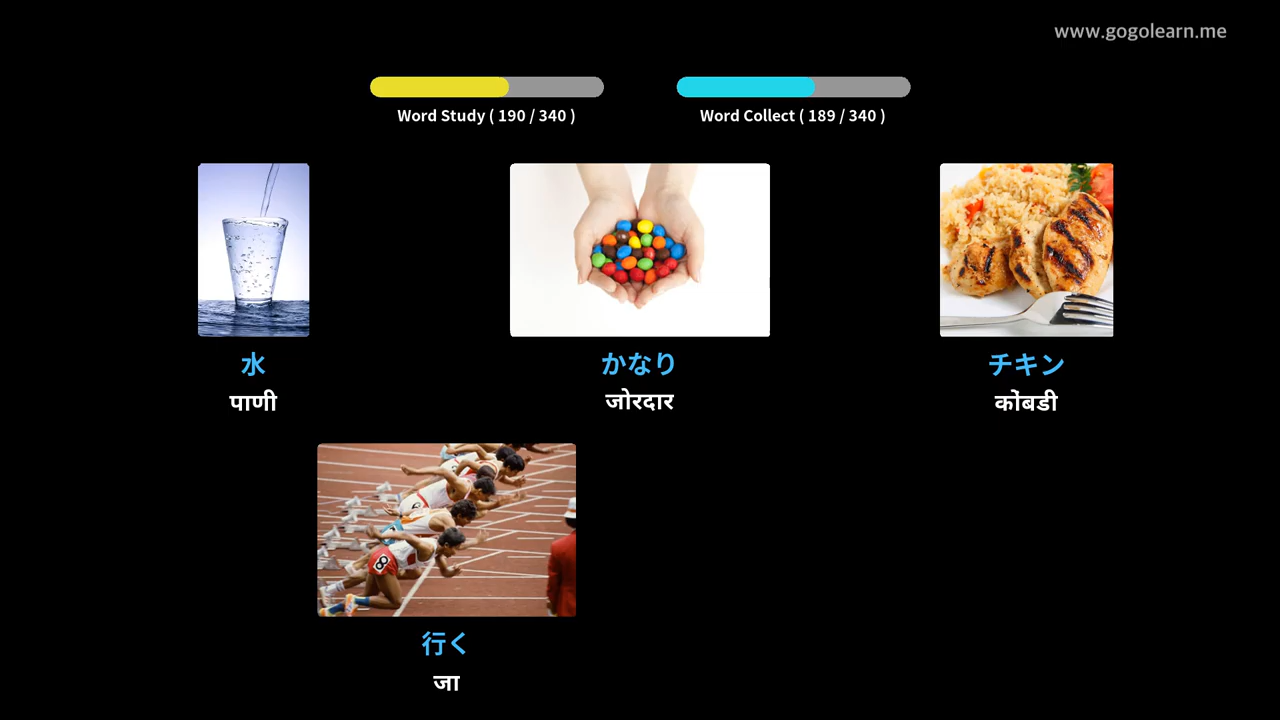 www.gogolearn.me
Word Study ( 190 / 340 )
Word Collect ( 189 / 340 )
水
पाणी
かなり
जोरदार
チキン
कोंबडी
行く
जा